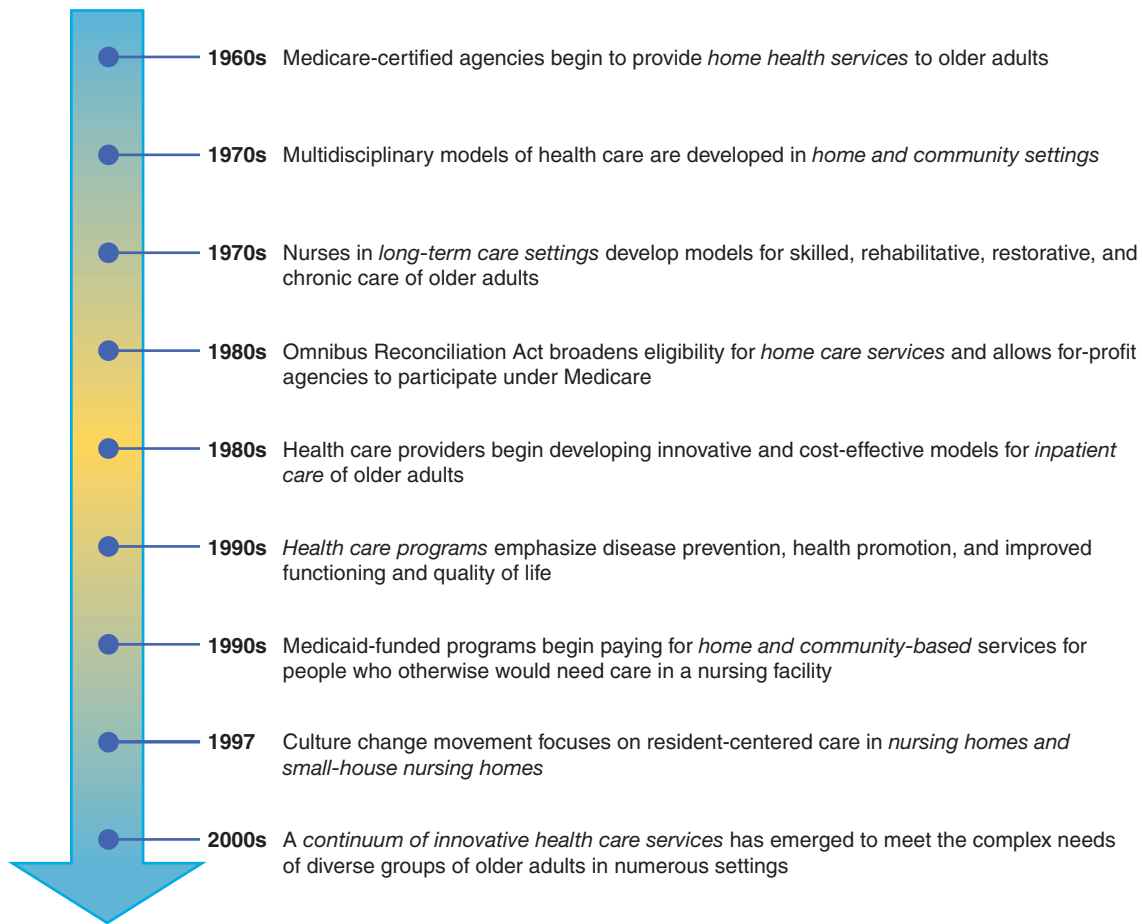 1960s Medicare-certified agencies begin to provide home health services to older adults
1970s Multidisciplinary models of health care are developed in home and community settings
1970s Nurses in long-term care settings develop models for skilled, rehabilitative, restorative, and
chronic care of older adults
1980s Omnibus Reconciliation Act broadens eligibility for home care services and allows for-profit
agencies to participate under Medicare
1980s Health care providers begin developing innovative and cost-effective models for inpatient
care of older adults
1990s Health care programs emphasize disease prevention, health promotion, and improved
functioning and quality of life
1990s Medicaid-funded programs begin paying for home and community-based services for
people who otherwise would need care in a nursing facility
1997 Culture change movement focuses on resident-centered care in nursing homes and
small-house nursing homes
2000s A continuum of innovative health care services has emerged to meet the complex needs
of diverse groups of older adults in numerous settings